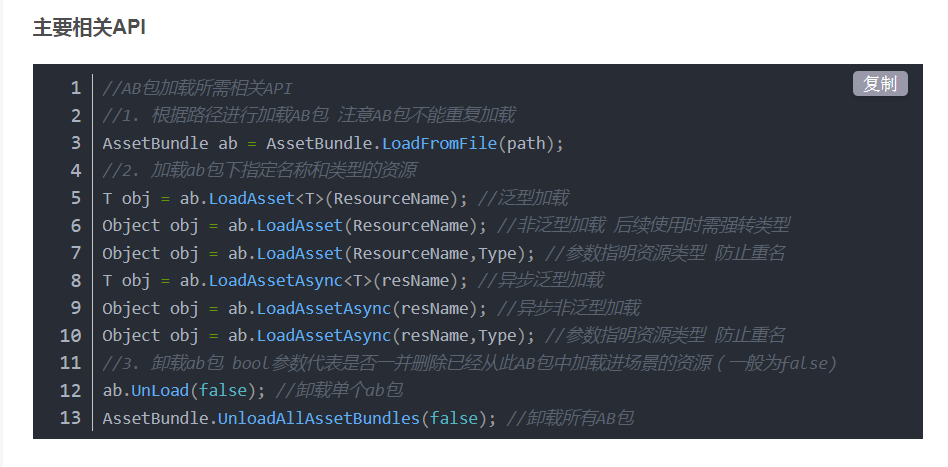 主要相关API
复制
1 //AB包加载所需相关API
2 //1. 根据路径进行加载AB包 注意AB包不能重复加载
3 AssetBundle ab = AssetBundle.LoadFromFile(path);
4 //2. 加载ab包下指定名称和类型的资源
5 T obj = ab.LoadAsset<T>(ResourceName); //泛型加载
6 Object obj = ab.LoadAsset(ResourceName); //非泛型加载 后续使用时需强转类型
7 Object obj = ab.LoadAsset(ResourceName,Type); //参数指明资源类型 防止重名
8 T obj = ab.LoadAssetAsync<T>(resName); //异步泛型加载
9 Object obj = ab.LoadAssetAsync(resName); //异步非泛型加载
10 Object obj = ab.LoadAssetAsync(resName,Type); //参数指明资源类型 防止重名
11 //3. 卸载ab包 bool参数代表是否一并删除已经从此AB包中加载进场景的资源（一般为false)
12 ab.UnLoad(false); //卸载单个ab包
13 AssetBundle.UnloadAllAssetBundles(false); //卸载所有AB包